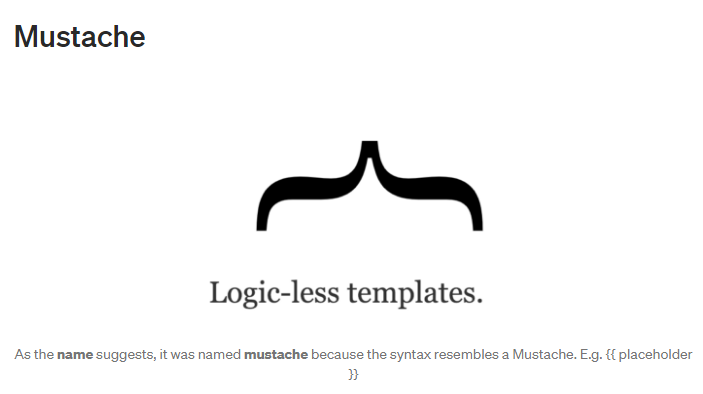 Mustache
Logic-less templates.
As the name suggests, it was named mustache because the syntax resembles a Mustache. E.g. {{ placeholder
}}